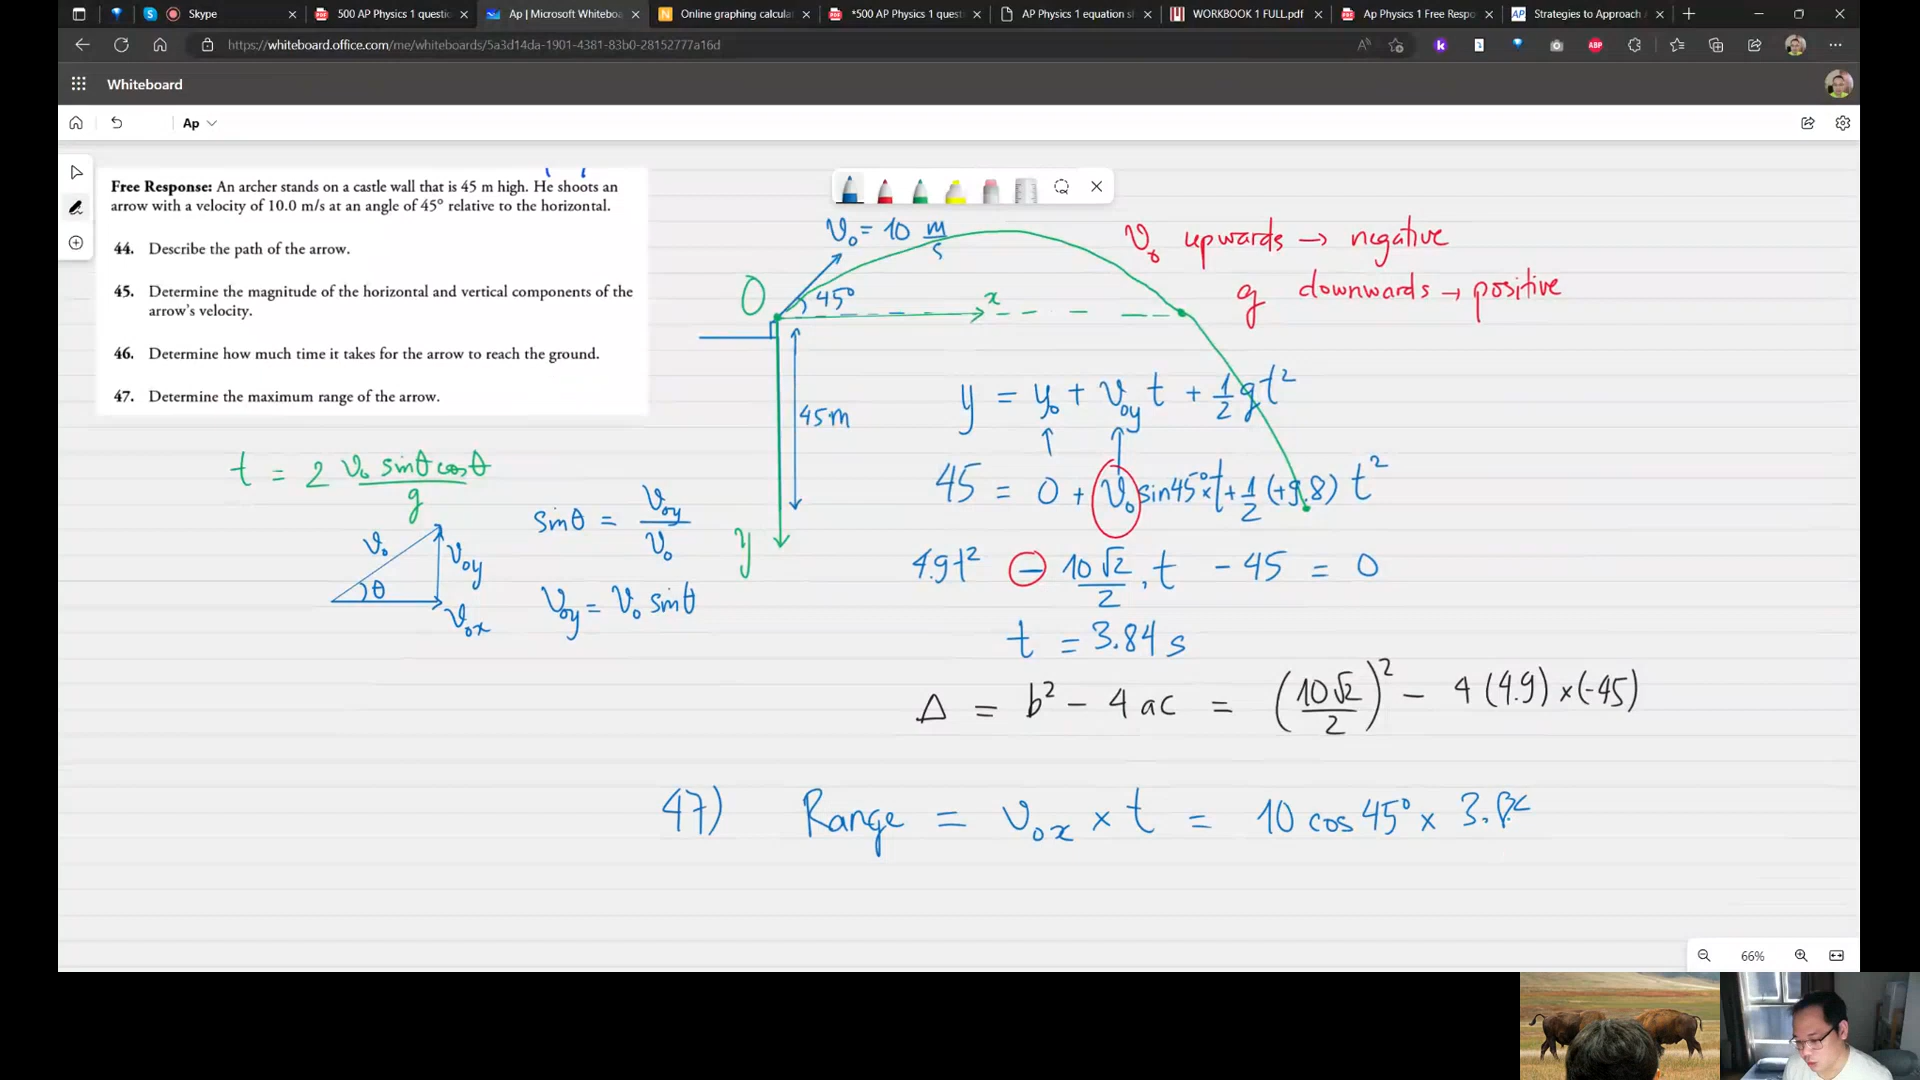 Skype
500 AP Physics 1 questio
Ap | Microsoft Whiteboa
Online graphing calcula
*500 AP Physics 1 quest
AP Physics 1 equation s
WORKBOOK 1 FULL.pdf
Ap Physics 1 Free Respo
Strategies to Approach
https://whiteboard.office.com/me/whiteboards/5a3d14da-1901-4381-83b0-28152777a16d
Whiteboard
Ap
Free Response: An archer stands on a castle wall that is 45 m high. He shoots an
arrow with a velocity of 10.0 m/s at an angle of 45° relative to the horizontal.
44. Describe the path of the arrow.
45. Determine the magnitude of the horizontal and vertical components of the
arrow's velocity.
46. Determine how much time it takes for the arrow to reach the ground.
47. Determine the maximum range of the arrow.
v₀ = 10 m/s
O
45°
x
45m
y
v₀ upwards → negative
g downwards → positive
y = y₀ + v₀y t + 1/2 gt²
45 = 0 + v₀ sin45° × t + 1/2 (+9.8) t²
4.9t² − 10√2/2 . t − 45 = 0
t = 3.84 s
Δ = b² − 4ac = (10√2/2)² − 4 (4.9) × (-45)
t = 2 v₀ sinθ cosθ / g
v₀
v₀y
θ
v₀x
sinθ = v₀y / v₀
v₀y = v₀ sinθ
47) Range = v₀x × t = 10 cos 45° × 3.8
66%